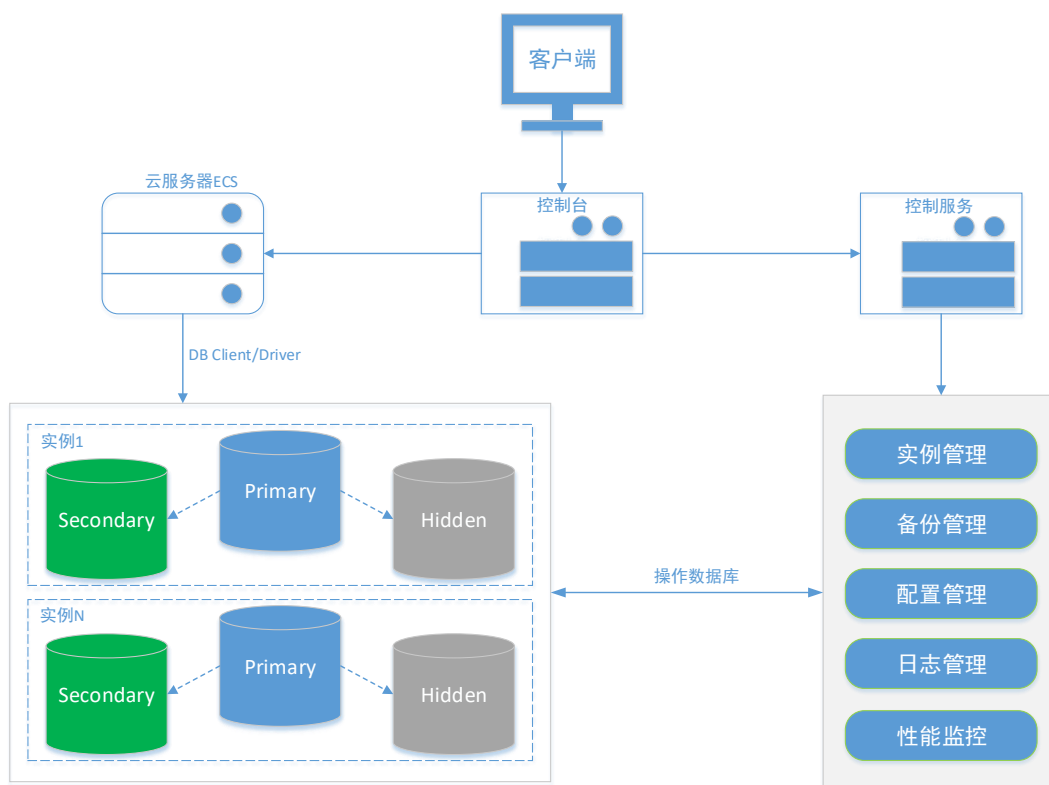 客户端
云服务器ECS
控制台
控制服务
DB Client/Driver
实例1
Primary
Secondary
Hidden
实例N
Primary
Secondary
Hidden
操作数据库
实例管理
备份管理
配置管理
日志管理
性能监控